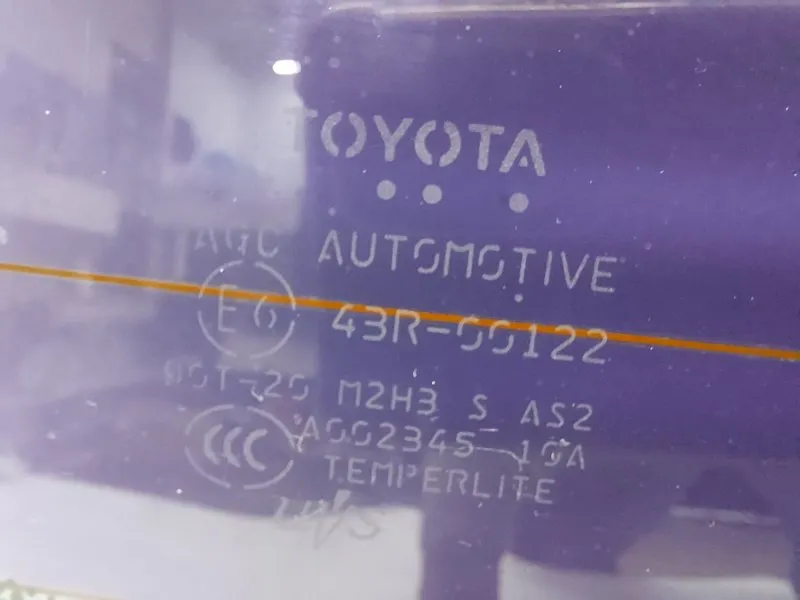 TOYOTA
AGC AUTOMOTIVE
E6 43R-00122
DOT-20 M2H3 S AS2
CCC A002345-10A
TEMPERLITE